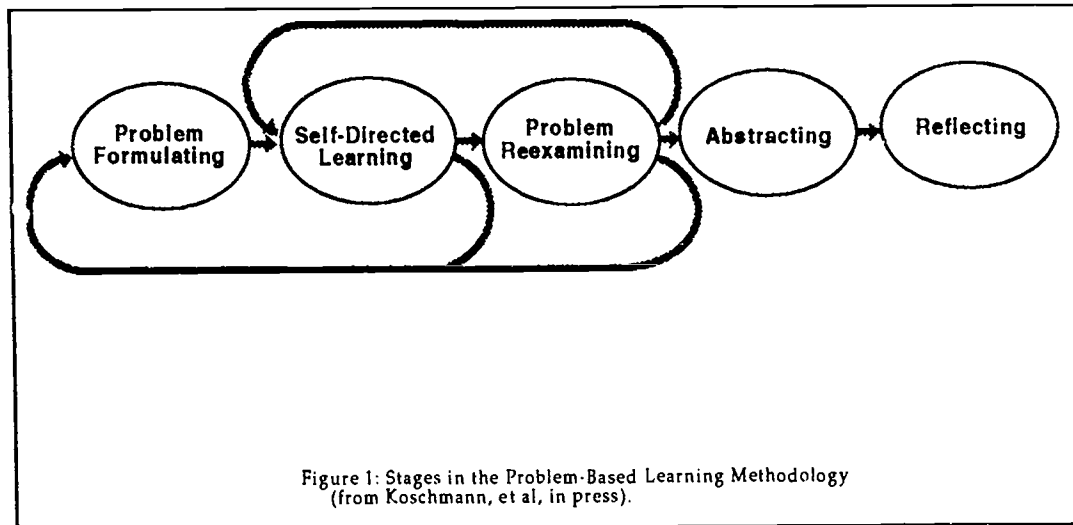 Problem
Formulating
Self-Directed
Learning
Problem
Reexamining
Abstracting
Reflecting
Figure 1: Stages in the Problem-Based Learning Methodology
(from Koschmann, et al, in press).